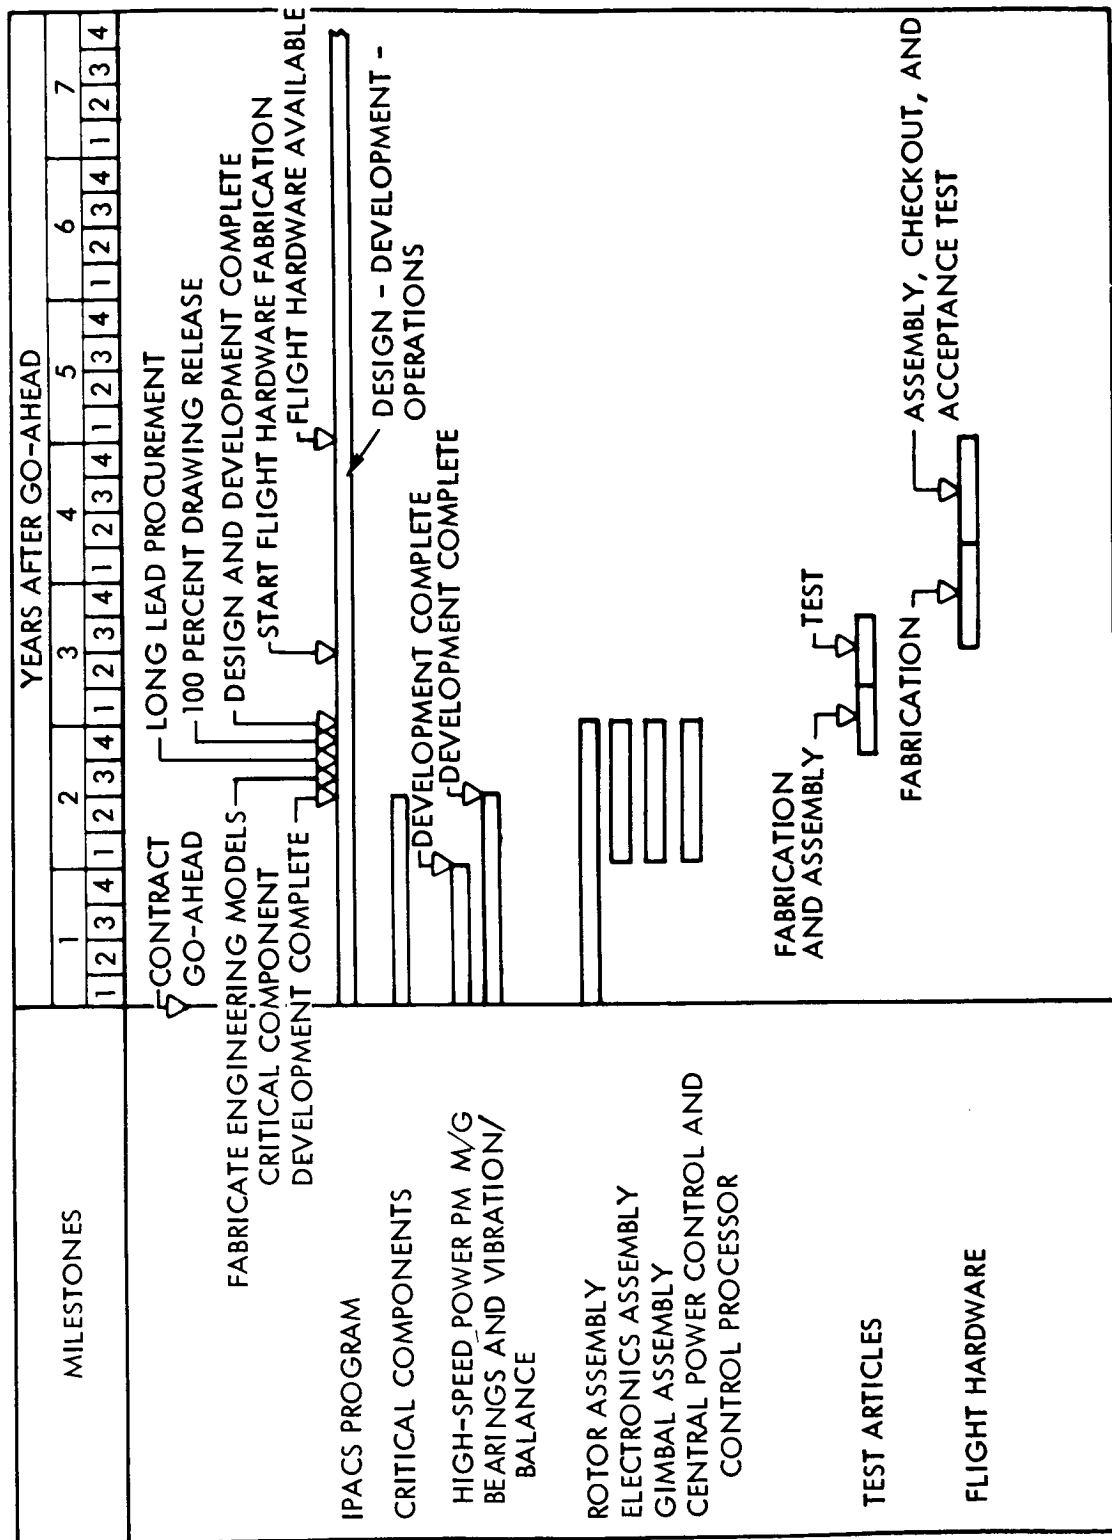 MILESTONES
YEARS AFTER GO-AHEAD
1 2 3 4 5 6 7
1 2 3 4 1 2 3 4 1 2 3 4 1 2 3 4 1 2 3 4 1 2 3 4 1 2 3 4
CONTRACT
GO-AHEAD
LONG LEAD PROCUREMENT
100 PERCENT DRAWING RELEASE
FABRICATE ENGINEERING MODELS
DESIGN AND DEVELOPMENT COMPLETE
CRITICAL COMPONENT
START FLIGHT HARDWARE FABRICATION
DEVELOPMENT COMPLETE
FLIGHT HARDWARE AVAILABLE
IPACS PROGRAM
DESIGN - DEVELOPMENT -
OPERATIONS
CRITICAL COMPONENTS
DEVELOPMENT COMPLETE
DEVELOPMENT COMPLETE
HIGH-SPEED POWER PM M/G
BEARINGS AND VIBRATION/
BALANCE
ROTOR ASSEMBLY
ELECTRONICS ASSEMBLY
GIMBAL ASSEMBLY
CENTRAL POWER CONTROL AND
CONTROL PROCESSOR
FABRICATION
AND ASSEMBLY
TEST
TEST ARTICLES
FABRICATION
ASSEMBLY, CHECKOUT, AND
ACCEPTANCE TEST
FLIGHT HARDWARE